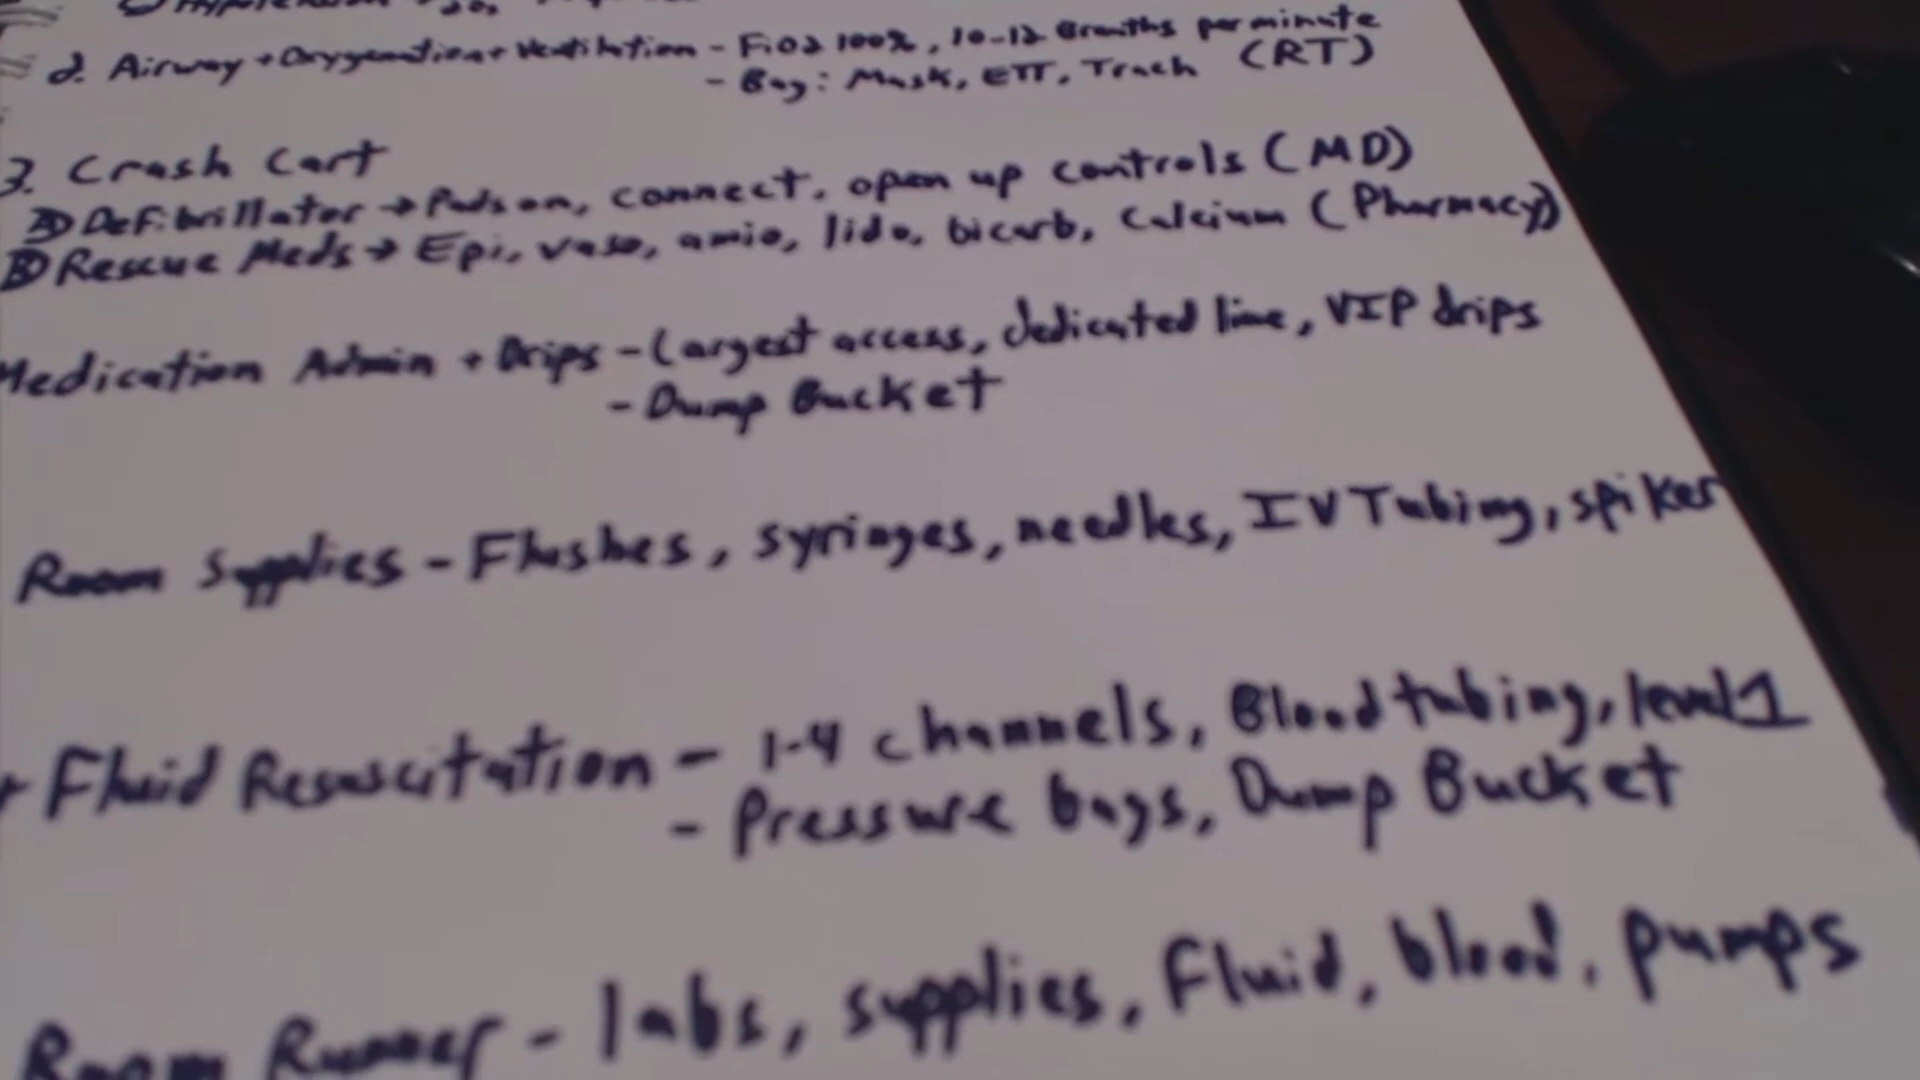 Hypotension
2. Airway + Oxygenation + Ventilation - FiO2 100%, 10-12 Breaths per minute
- Bag: Mask, ETT, Trach (RT)
3. Crash Cart
A) Defibrillator → Pads on, connect, open up controls (MD)
B) Rescue Meds → Epi, vaso, amio, lido, bicarb, calcium (Pharmacy)
Medication Admin + Drips - Largest access, dedicated line, VIP drips
- Dump Bucket
Room Supplies - Flushes, syringes, needles, IV Tubing, spikes
+ Fluid Resuscitation - 1-4 channels, Blood tubing, level 1
- Pressure bags, Dump Bucket
Room Runner - labs, supplies, Fluid, blood, pumps